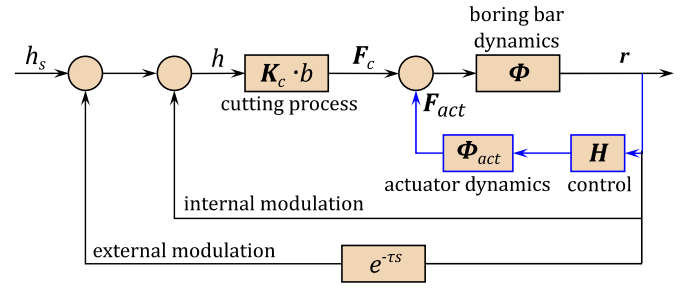 boring bar
dynamics
h_s
h
K_c ·b
F_c
Φ
r
cutting process
F_act
Φ_act
H
actuator dynamics
control
internal modulation
external modulation
e^-τs